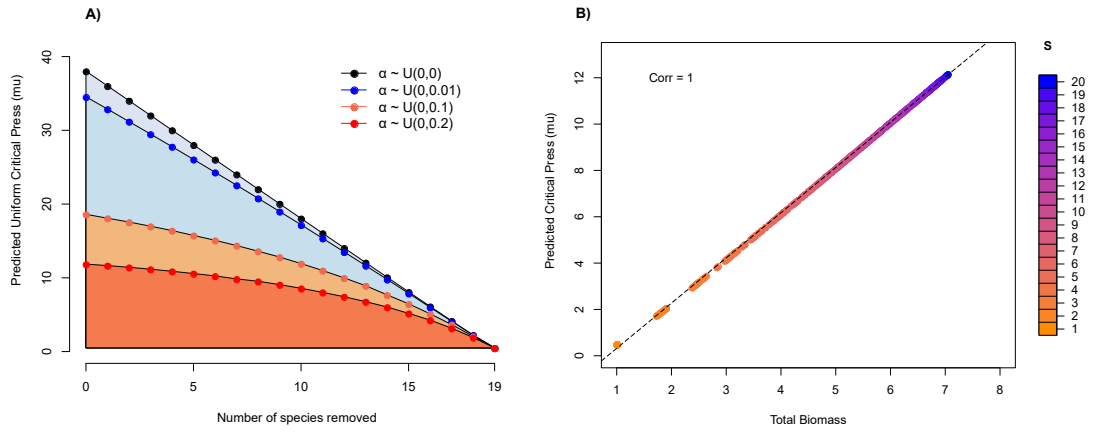 A)
Predicted Uniform Critical Press (mu)
40
30
20
10
0
α ~ U(0,0)
α ~ U(0,0.01)
α ~ U(0,0.1)
α ~ U(0,0.2)
0 5 10 15 19
Number of species removed
B)
Predicted Critical Press (mu)
12
10
8
6
4
2
0
Corr = 1
1 2 3 4 5 6 7 8
Total Biomass
S
20
19
18
17
16
15
14
13
11
10
9
8
7
6
5
4
3
2
1